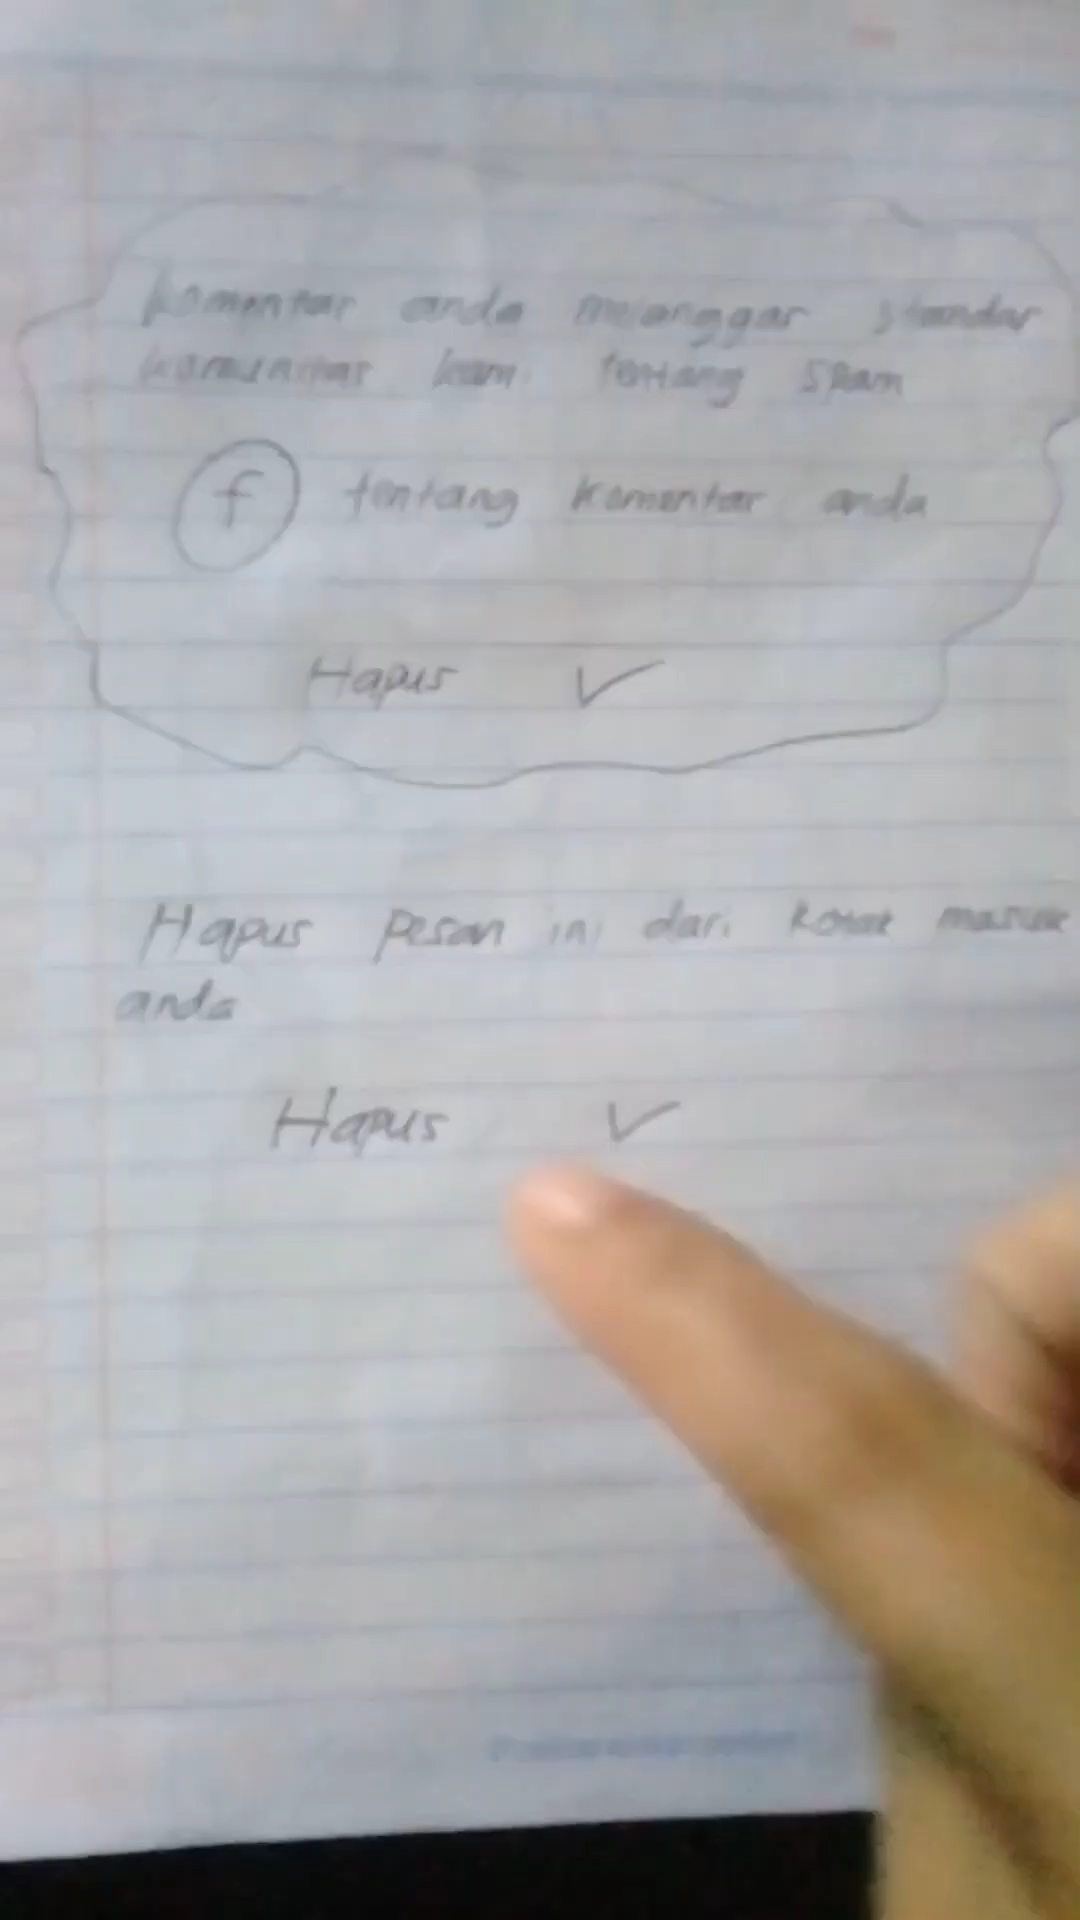 komentar anda melanggar standar
komunitas kami tentang spam
f tentang komentar anda
Hapus ✓
Hapus pesan ini dari kotak masuk
anda
Hapus ✓